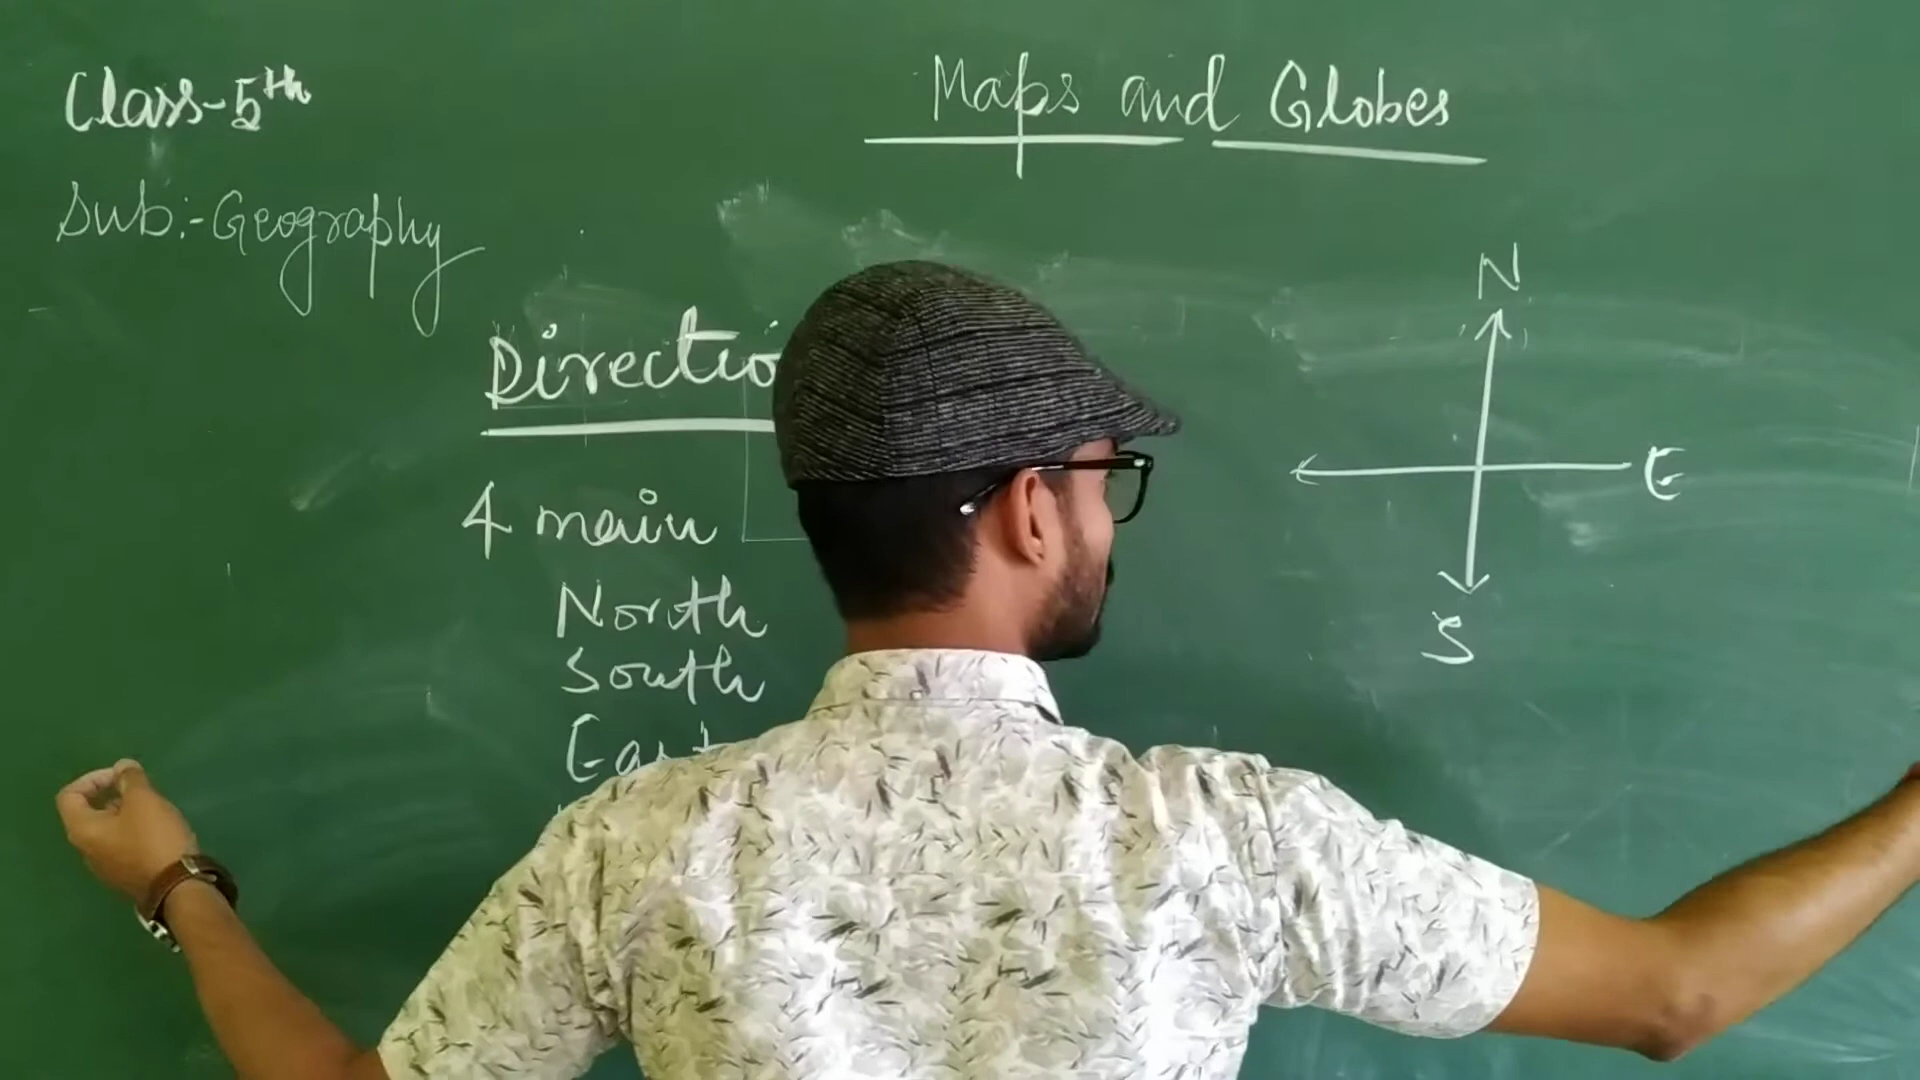 Class-5th
Maps and Globes
Sub:-Geography
4 main
North
South
N
E
S